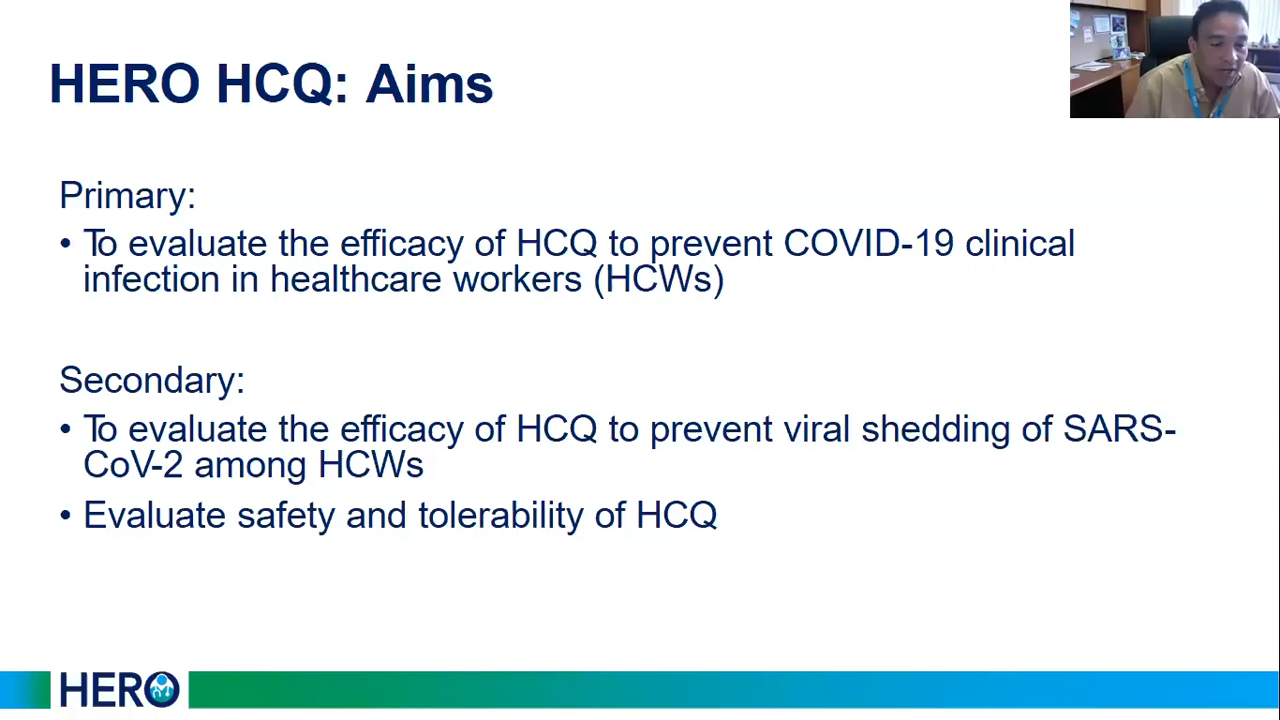 HERO HCQ: Aims
Primary:
• To evaluate the efficacy of HCQ to prevent COVID-19 clinical
infection in healthcare workers (HCWs)
Secondary:
• To evaluate the efficacy of HCQ to prevent viral shedding of SARS-
CoV-2 among HCWs
• Evaluate safety and tolerability of HCQ
HERO